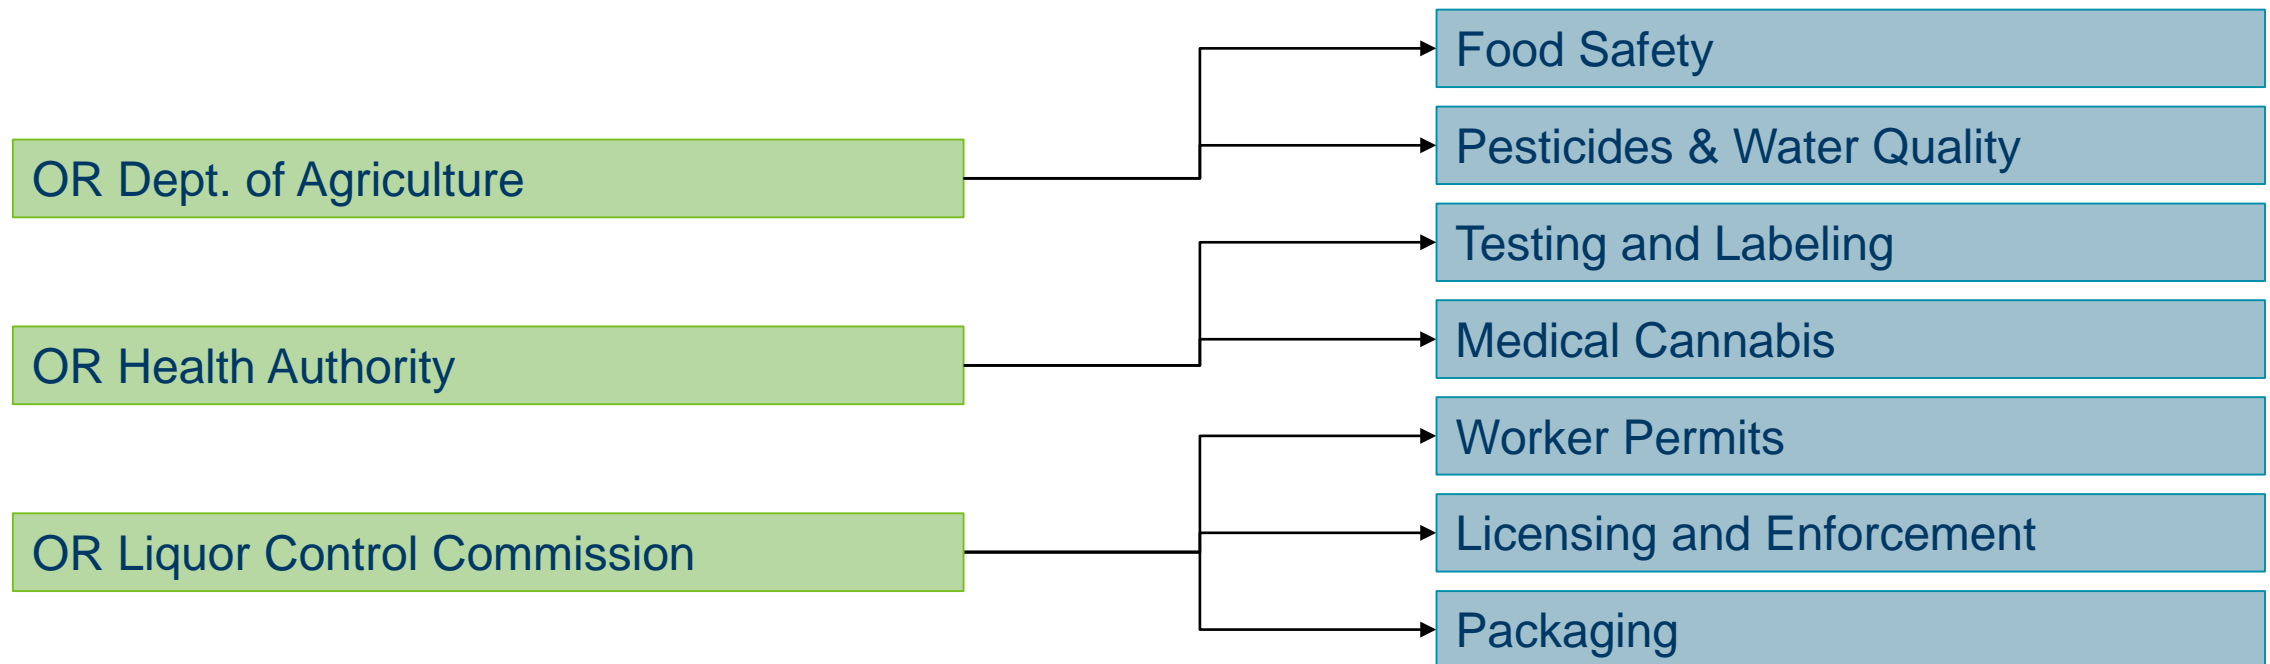 OR Dept. of Agriculture
Food Safety
Pesticides & Water Quality
OR Health Authority
Testing and Labeling
Medical Cannabis
OR Liquor Control Commission
Worker Permits
Licensing and Enforcement
Packaging